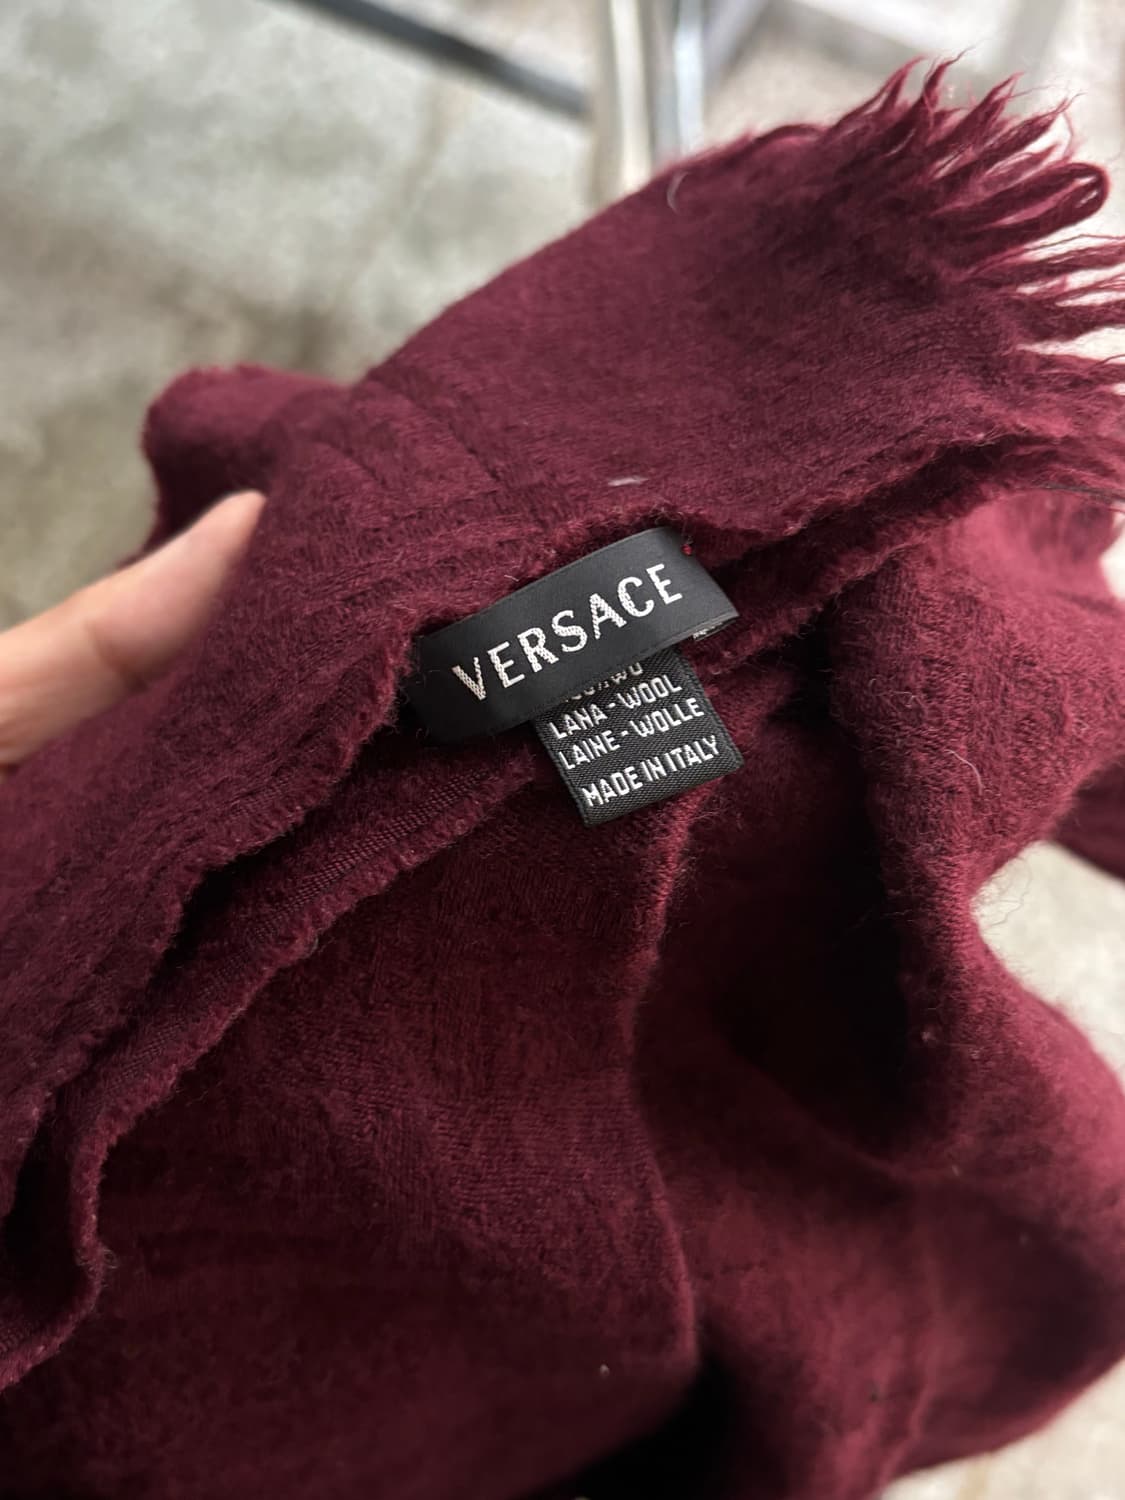 VERSACE
LANA - WOOL
LAINE - WOLLE
MADE IN ITALY